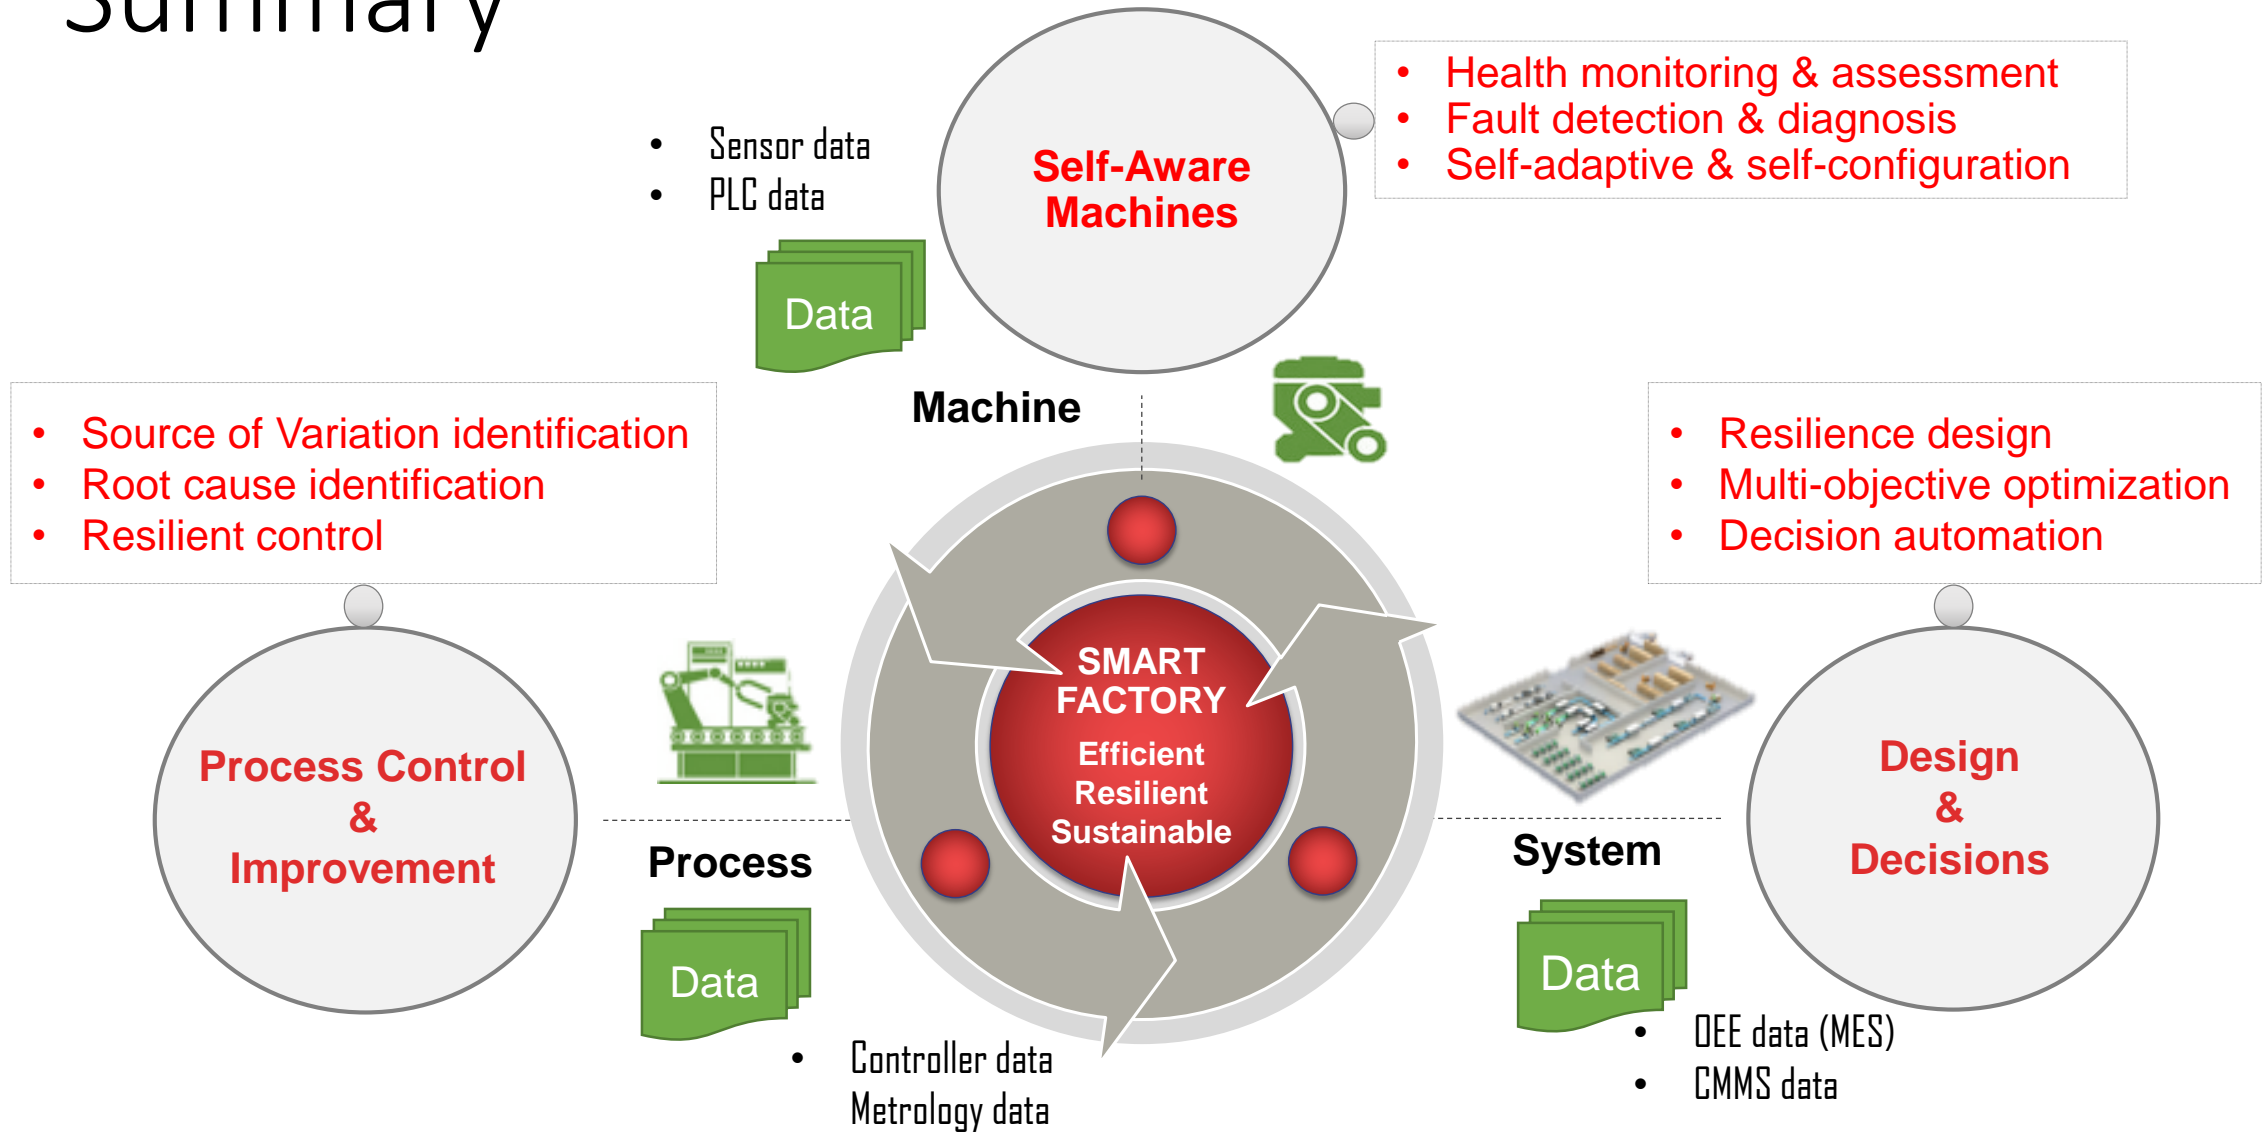 Summary
• Sensor data
• PLC data
Data
Self-Aware
Machines
• Health monitoring & assessment
• Fault detection & diagnosis
• Self-adaptive & self-configuration
Machine
• Source of Variation identification
• Root cause identification
• Resilient control
• Resilience design
• Multi-objective optimization
• Decision automation
SMART
FACTORY
Efficient
Resilient
Sustainable
Process Control
&
Improvement
Process
Data
• Controller data
Metrology data
System
Data
• OEE data (MES)
• CMMS data
Design
&
Decisions